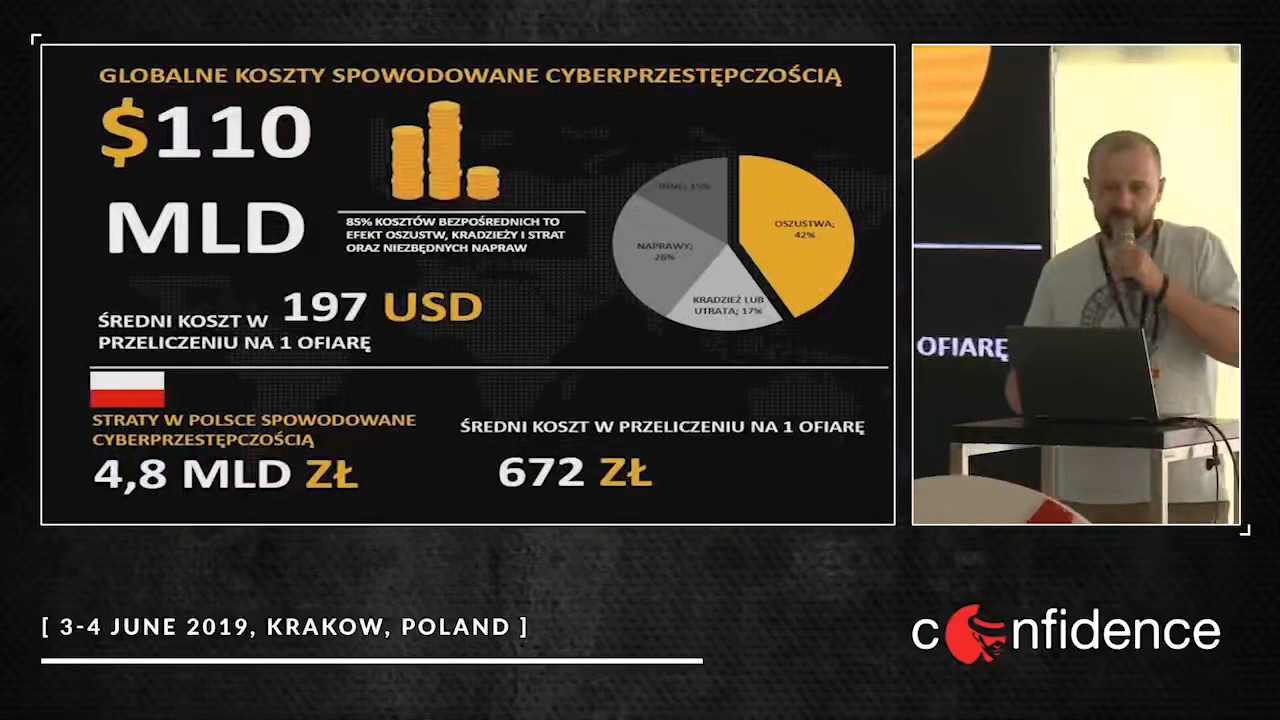 GLOBALNE KOSZTY SPOWODOWANE CYBERPRZESTĘPCZOŚCIĄ
$110
MLD
85% KOSZTÓW BEZPOŚREDNICH TO
EFEKT OSZUSTW, KRADZIEŻY I STRAT
ORAZ NIEZBĘDNYCH NAPRAW
INNE; 15%
OSZUSTWA;
42%
NAPRAWY;
26%
KRADZIEŻ LUB
UTRATA; 17%
ŚREDNI KOSZT W 197 USD
PRZELICZENIU NA 1 OFIARĘ
STRATY W POLSCE SPOWODOWANE
CYBERPRZESTĘPCZOŚCIĄ
4,8 MLD ZŁ
ŚREDNI KOSZT W PRZELICZENIU NA 1 OFIARĘ
672 ZŁ
OFIARĘ
[ 3-4 JUNE 2019, KRAKOW, POLAND ]
confidence